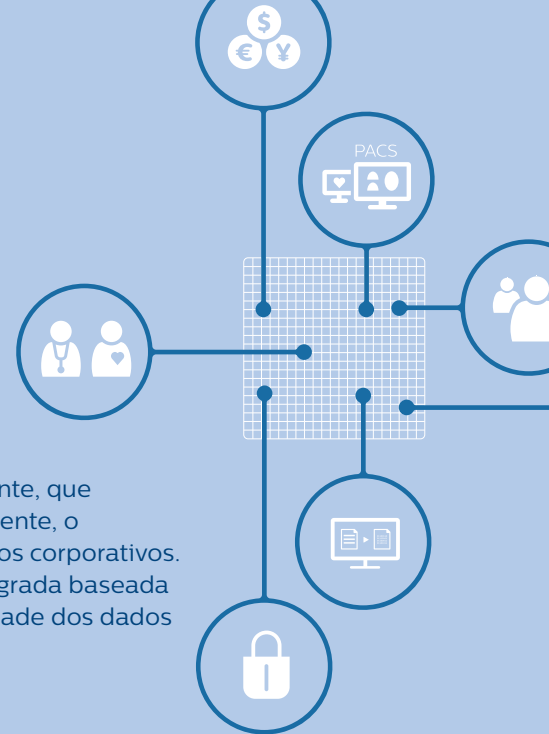 $
€ ¥
PACS
nte, que
ente, o
os corporativos.
grada baseada
ade dos dados